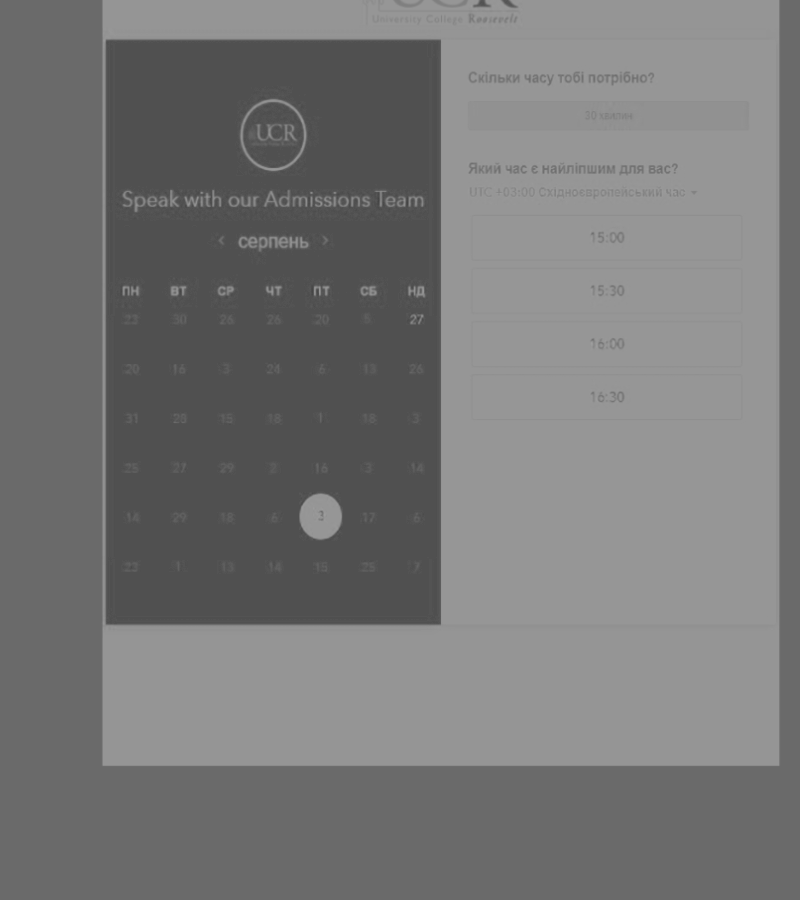 University College Roosevelt
UCR
Speak with our Admissions Team
‹ серпень ›
ПН ВТ СР ЧТ ПТ СБ НД
23 30 26 26 20 5 27
20 16 3 24 6 13 26
31 28 15 18 1 18 3
25 27 29 2 16 3 14
14 29 18 6 3 17 6
22 1 13 14 15 25 7
Скільки часу тобі потрібно?
30 хвилин
Який час є найліпшим для вас?
UTC +03:00 Східноєвропейський час
15:00
15:30
16:00
16:30